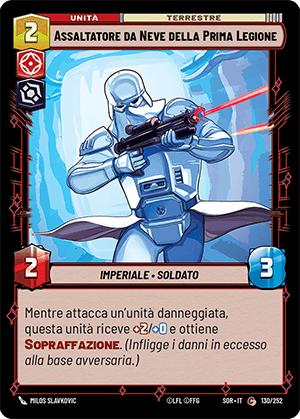 UNITÀ
TERRESTRE
2
Assaltatore da Neve della Prima Legione
2
IMPERIALE • SOLDATO
3
Mentre attacca un'unità danneggiata,
questa unità riceve +2/+0 e ottiene
Sopraffazione. (Infligge i danni in eccesso
alla base avversaria.)
MILOS SLAVKOVIC
©LFL ©FFG
SOR • IT C 130/252